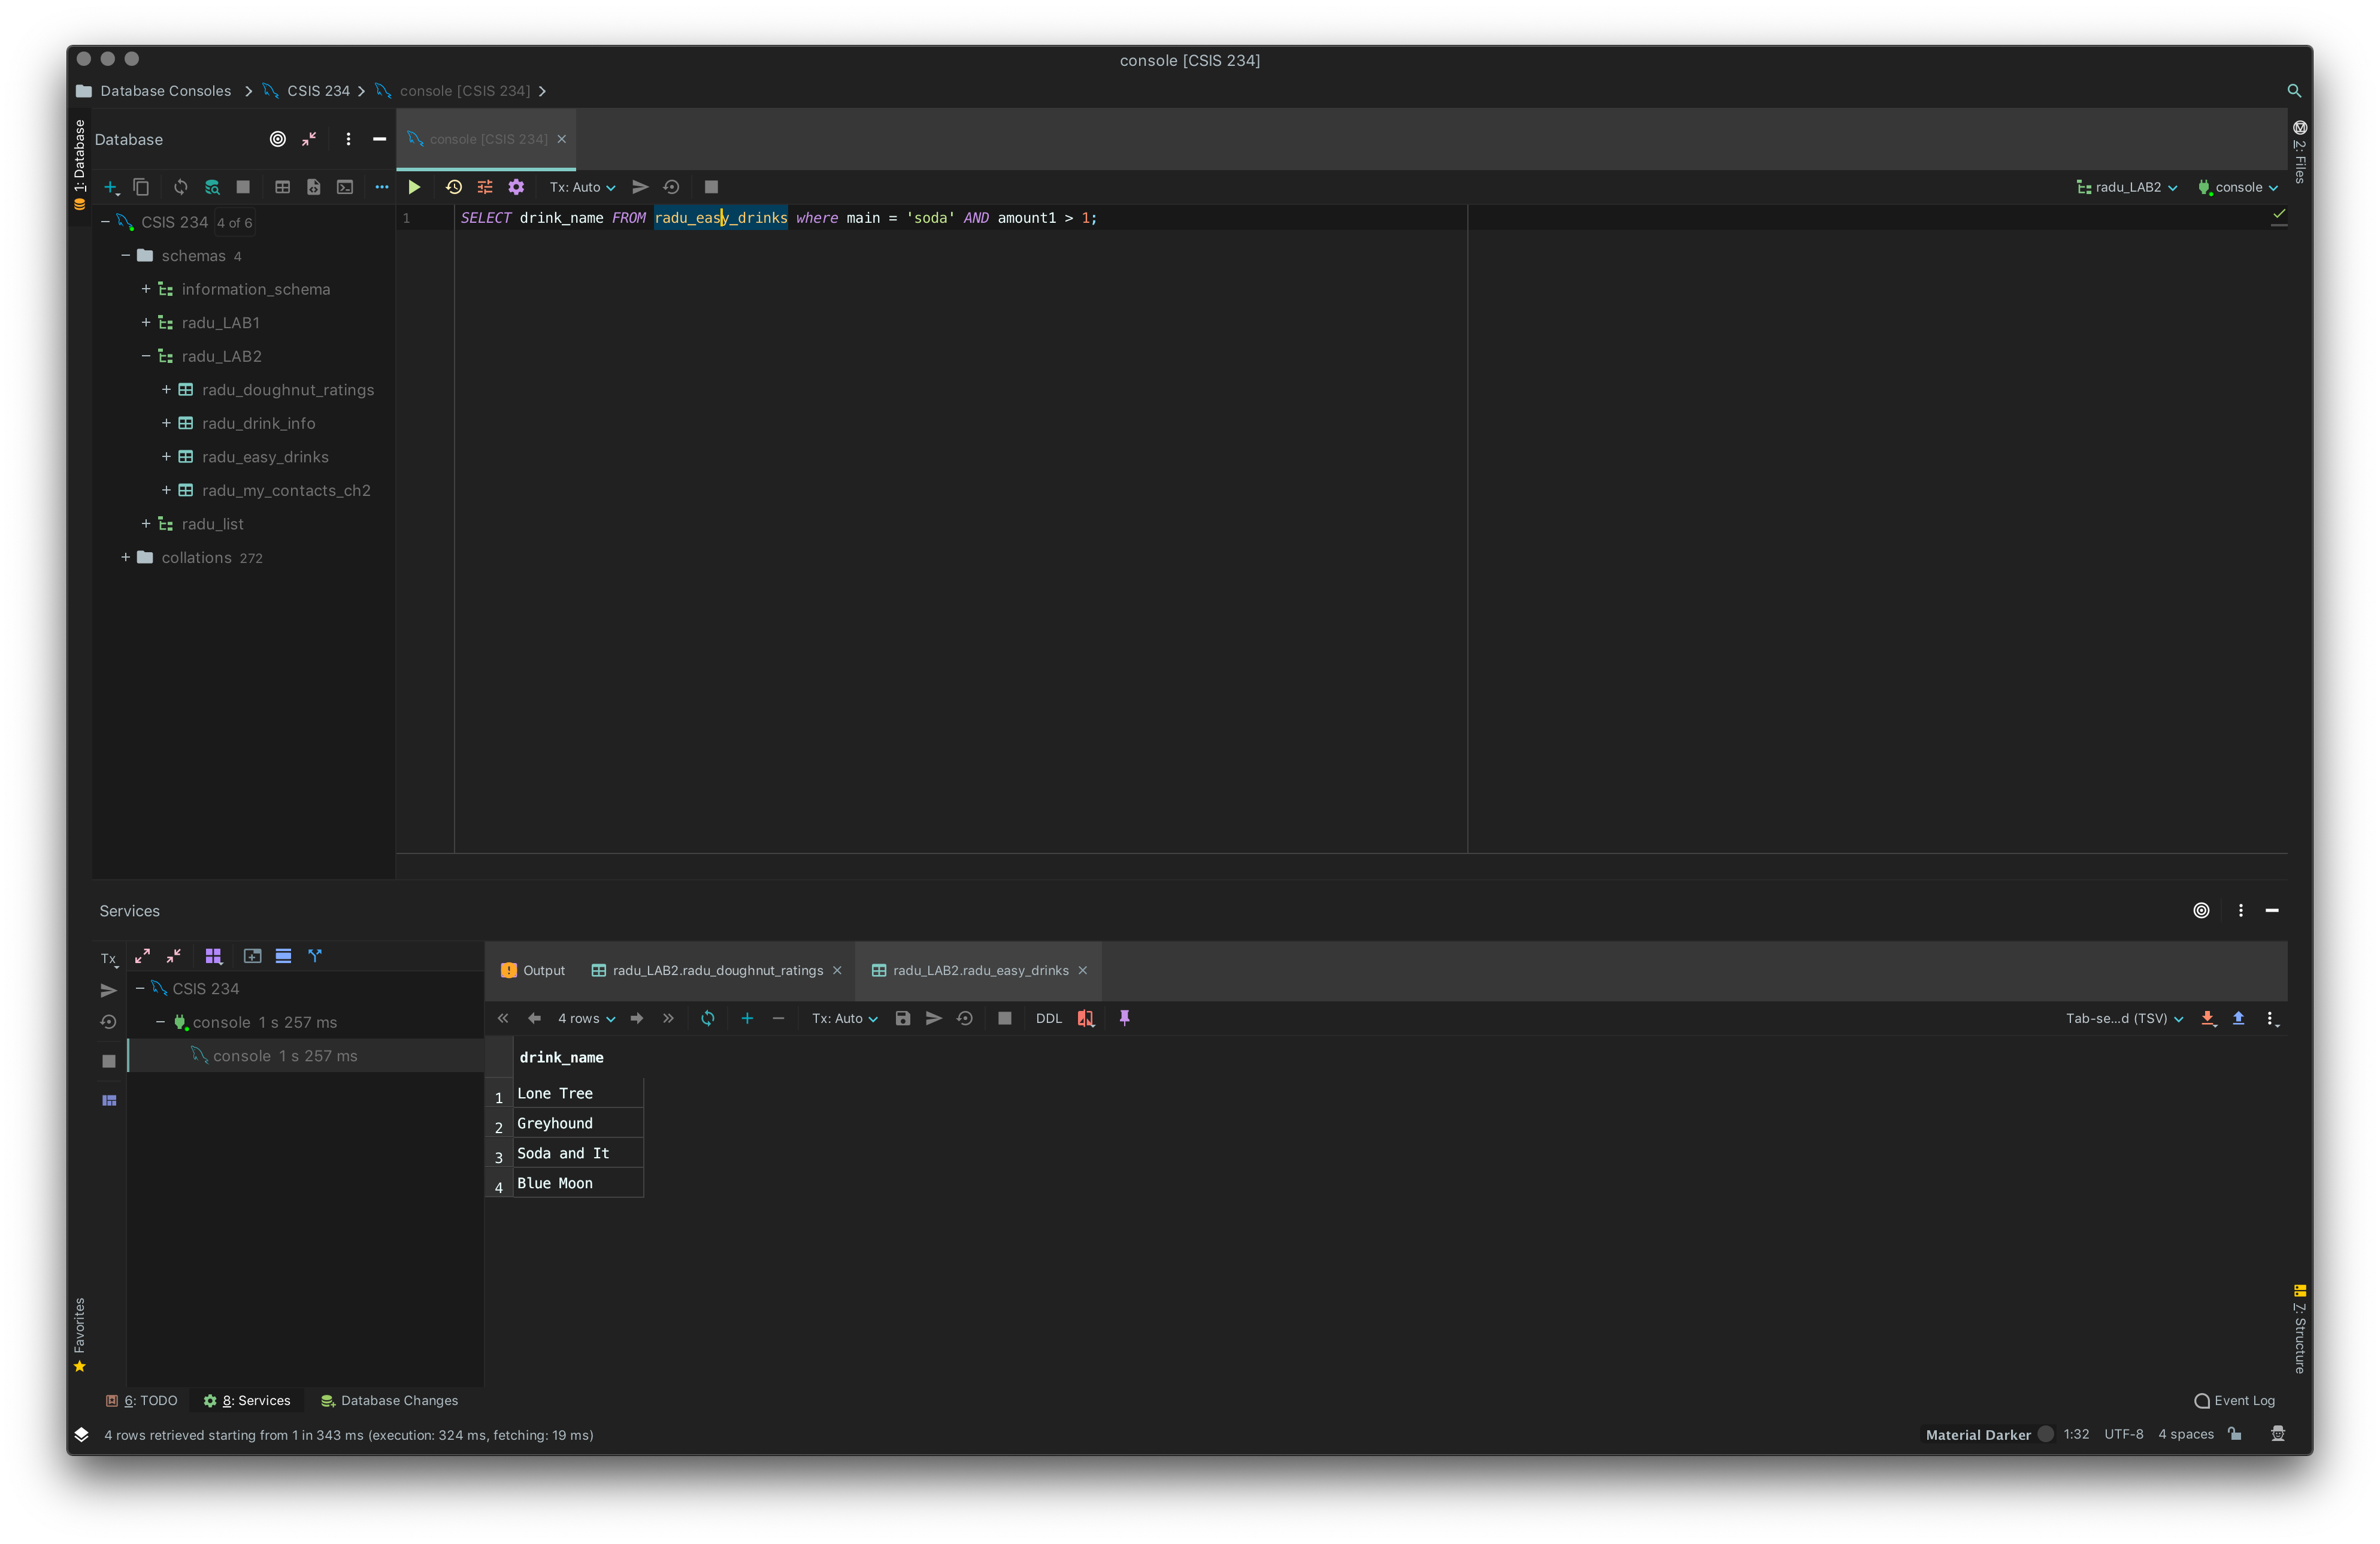 console [CSIS 234]
Database Consoles CSIS 234 console [CSIS 234]
1: Database
Database
console [CSIS 234]
2: Files
Tx: Auto
radu_LAB2 console
CSIS 234 4 of 6
schemas 4
information_schema
radu_LAB1
radu_LAB2
radu_doughnut_ratings
radu_drink_info
radu_easy_drinks
radu_my_contacts_ch2
radu_list
collations 272
1 SELECT drink_name FROM radu_easy_drinks where main = 'soda' AND amount1 > 1;
Services
Tx
CSIS 234
console 1 s 257 ms
console 1 s 257 ms
Output radu_LAB2.radu_doughnut_ratings radu_LAB2.radu_easy_drinks
4 rows Tx: Auto DDL Tab-se...d (TSV)
drink_name
1 Lone Tree
2 Greyhound
3 Soda and It
4 Blue Moon
Favorites
7: Structure
6: TODO 8: Services Database Changes Event Log
4 rows retrieved starting from 1 in 343 ms (execution: 324 ms, fetching: 19 ms) Material Darker 1:32 UTF-8 4 spaces